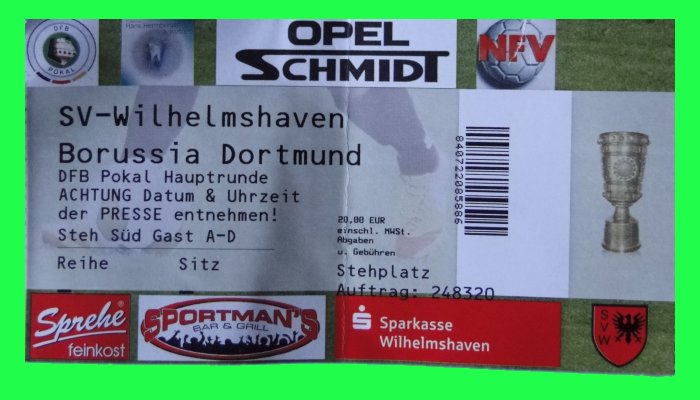 DFB
POKAL
OPEL
SCHMIDT
NFV
SV-Wilhelmshaven
Borussia Dortmund
DFB Pokal Hauptrunde
ACHTUNG Datum & Uhrzeit
der PRESSE entnehmen!
Steh Süd Gast A-D
Reihe Sitz
20,00 EUR
einschl. MWSt.
Abgaben
u. Gebühren
Stehplatz
Auftrag: 248320
840722085886
Sprehe
feinkost
SPORTMAN'S
BAR & GRILL
Sparkasse
Wilhelmshaven
SVW